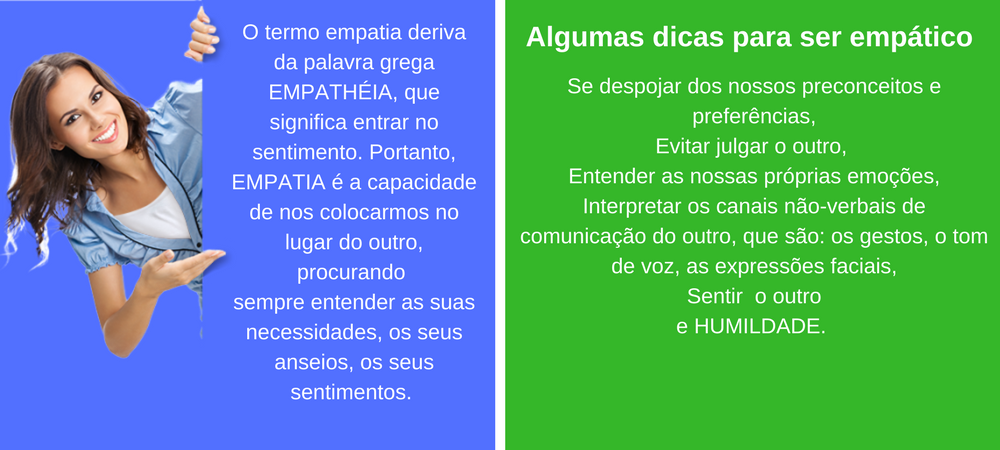 O termo empatia deriva
da palavra grega
EMPATHÉIA, que
significa entrar no
sentimento. Portanto,
EMPATIA é a capacidade
de nos colocarmos no
lugar do outro,
procurando
sempre entender as suas
necessidades, os seus
anseios, os seus
sentimentos.
Algumas dicas para ser empático
Se despojar dos nossos preconceitos e
preferências,
Evitar julgar o outro,
Entender as nossas próprias emoções,
Interpretar os canais não-verbais de
comunicação do outro, que são: os gestos, o tom
de voz, as expressões faciais,
Sentir o outro
e HUMILDADE.